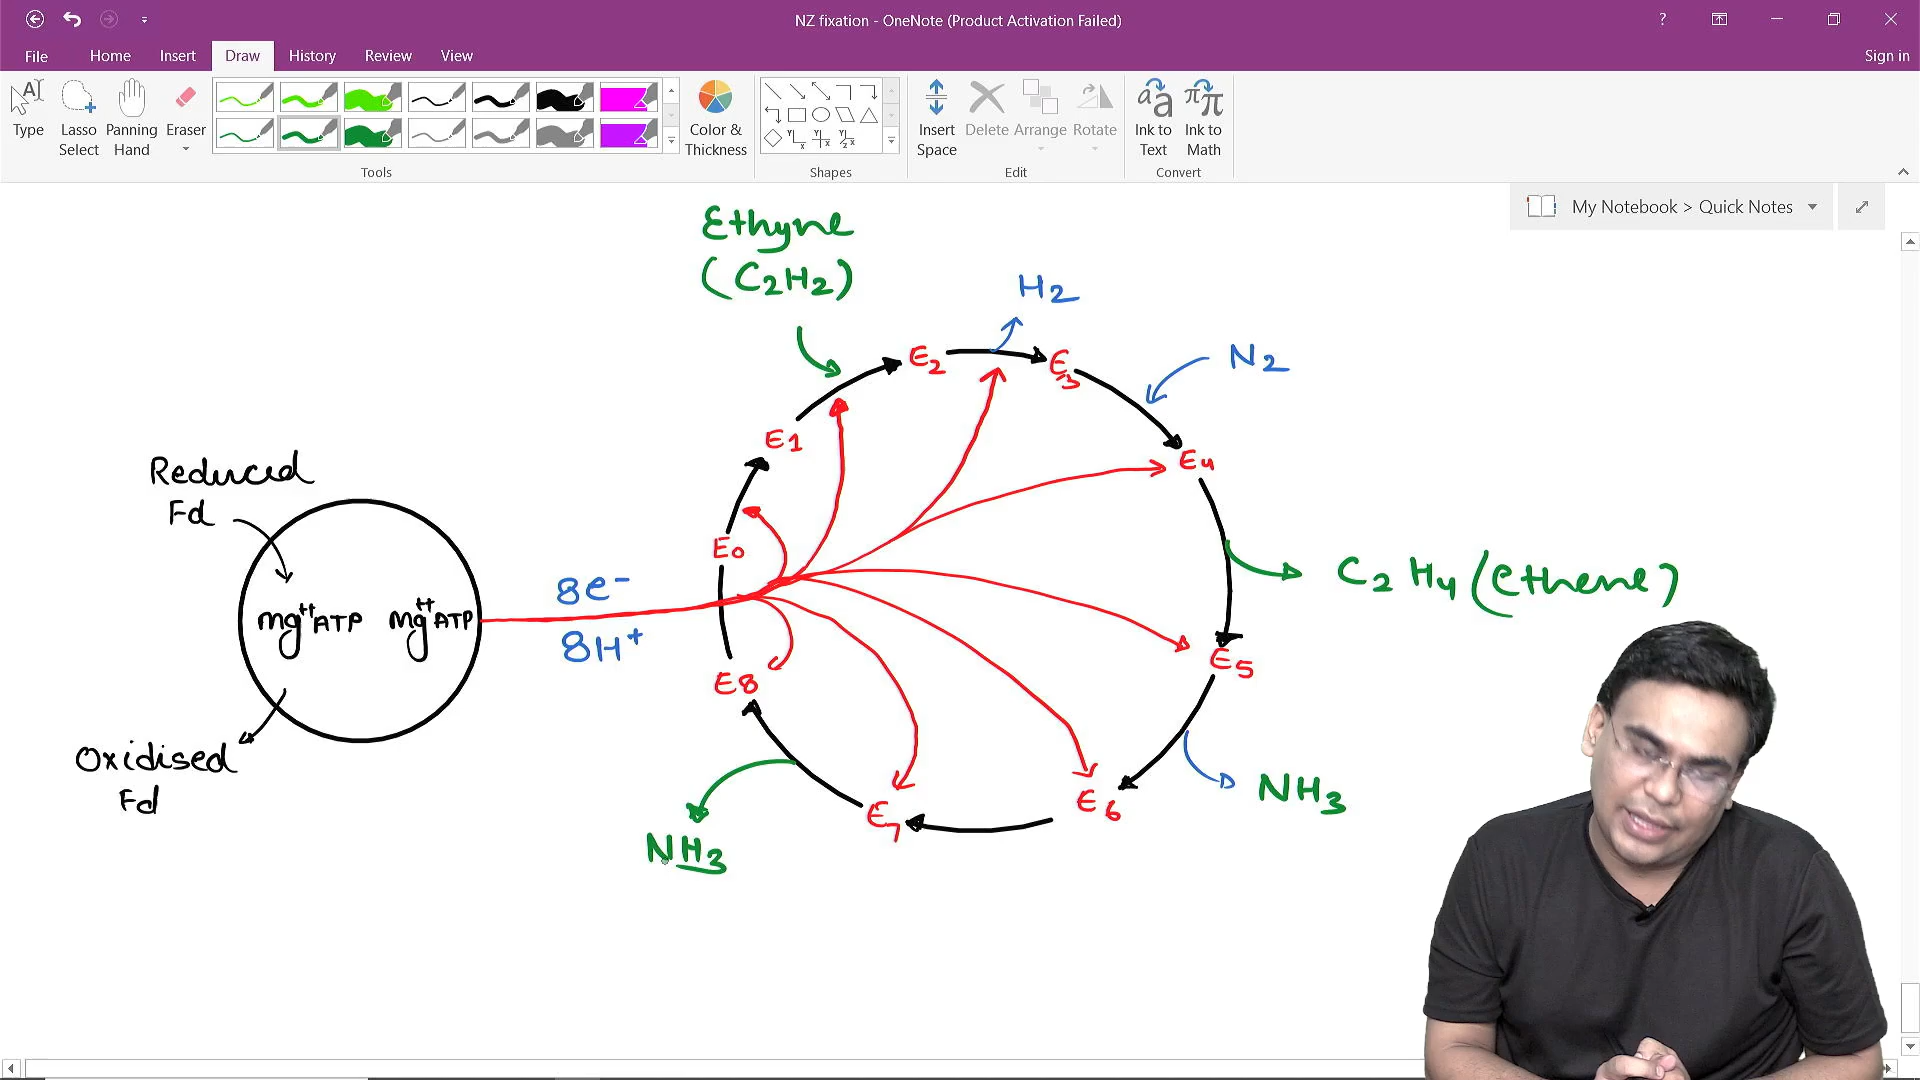 NZ fixation - OneNote (Product Activation Failed)
?
File Home Insert Draw History Review View
Sign in
Type
Lasso Select
Panning Hand
Eraser
Color & Thickness
Insert Space
Delete
Arrange
Rotate
Ink to Text
Ink to Math
Tools
Shapes
Edit
Convert
My Notebook > Quick Notes
Ethyne
(C2H2)
H2
N2
E2
E3
E1
E4
Reduced
Fd
E0
8e-
C2H4 (ethene)
mg++ATP mg++ATP
8H+
E5
E8
Oxidised
Fd
NH3
E6
E7
NH3